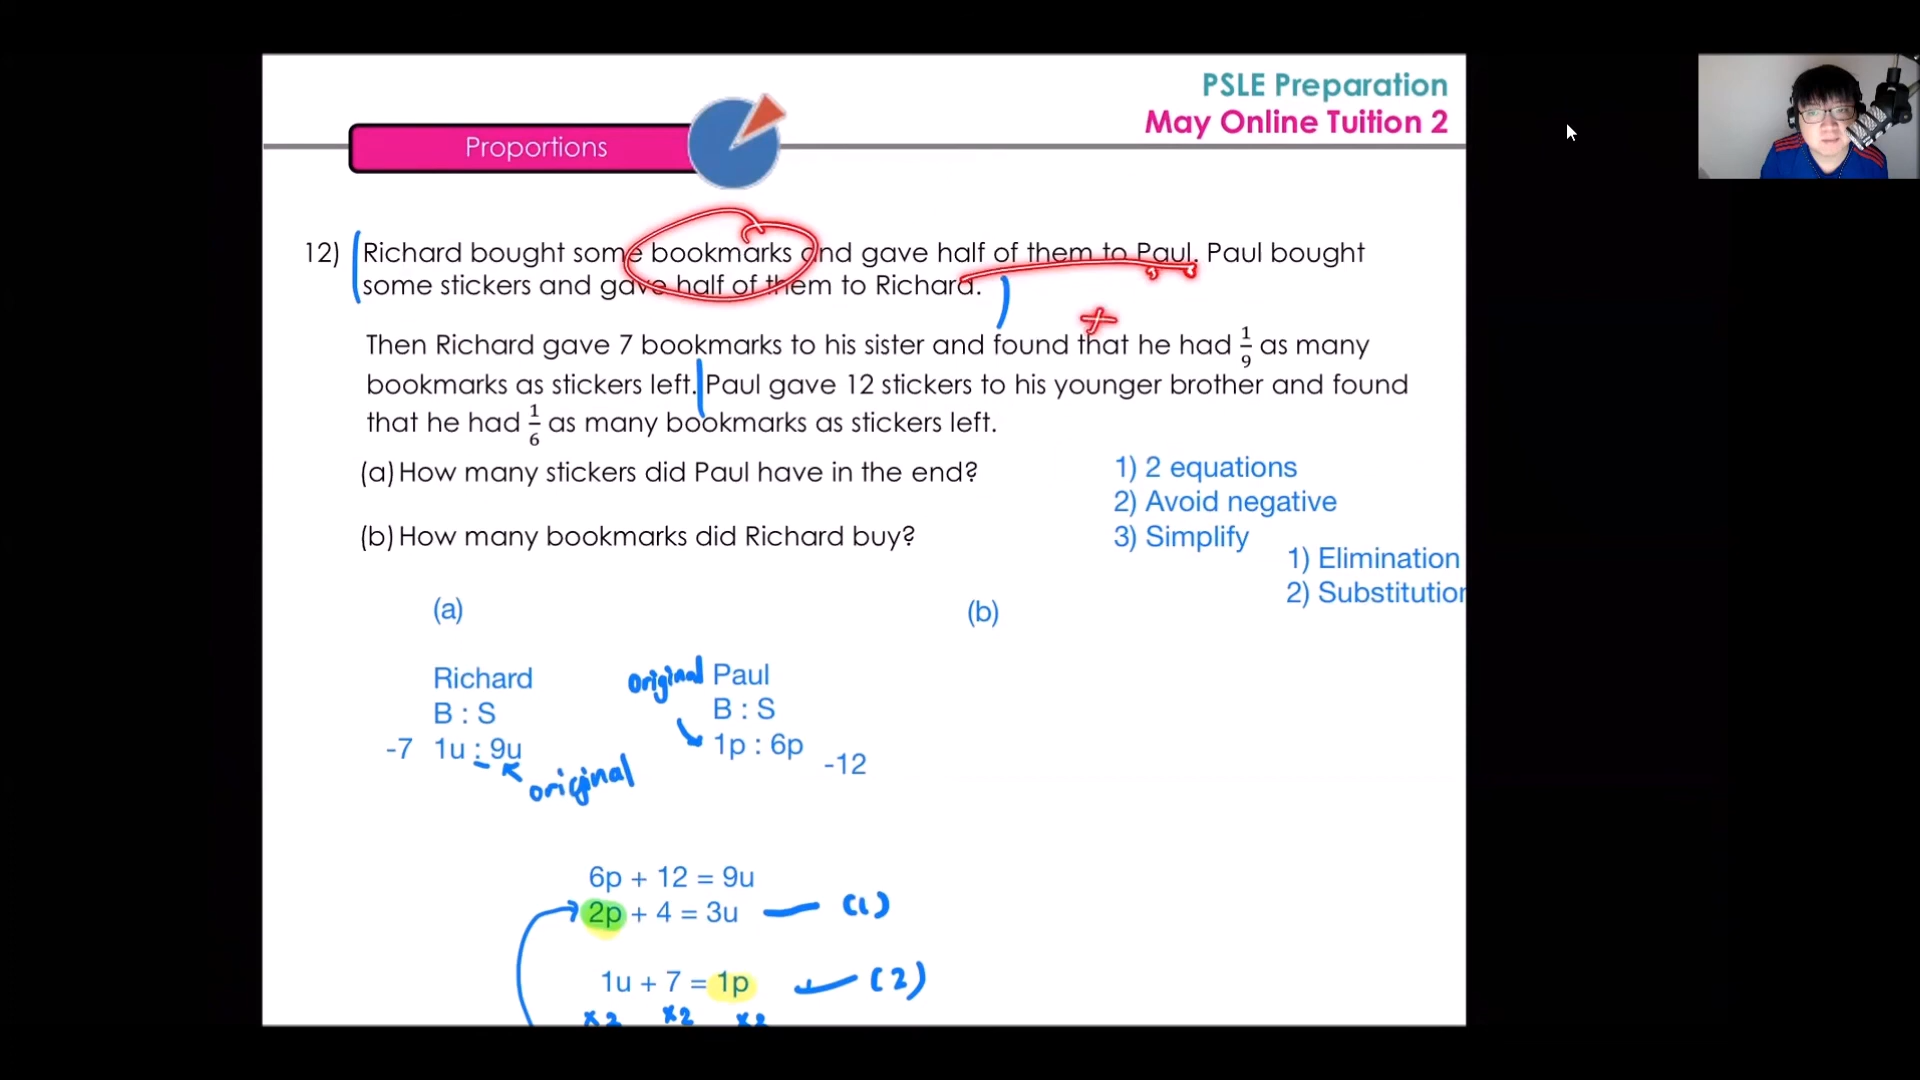 PSLE Preparation
May Online Tuition 2
Proportions
12) Richard bought some bookmarks and gave half of them to Paul. Paul bought
some stickers and gave half of them to Richard.
Then Richard gave 7 bookmarks to his sister and found that he had 1/9 as many
bookmarks as stickers left. Paul gave 12 stickers to his younger brother and found
that he had 1/6 as many bookmarks as stickers left.
(a) How many stickers did Paul have in the end?
(b) How many bookmarks did Richard buy?
1) 2 equations
2) Avoid negative
3) Simplify
1) Elimination
2) Substitution
(a)
(b)
Richard
B : S
-7 1u : 9u
original
original Paul
B : S
1p : 6p
-12
6p + 12 = 9u
2p + 4 = 3u (1)
1u + 7 = 1p (2)
x2 x2 x2